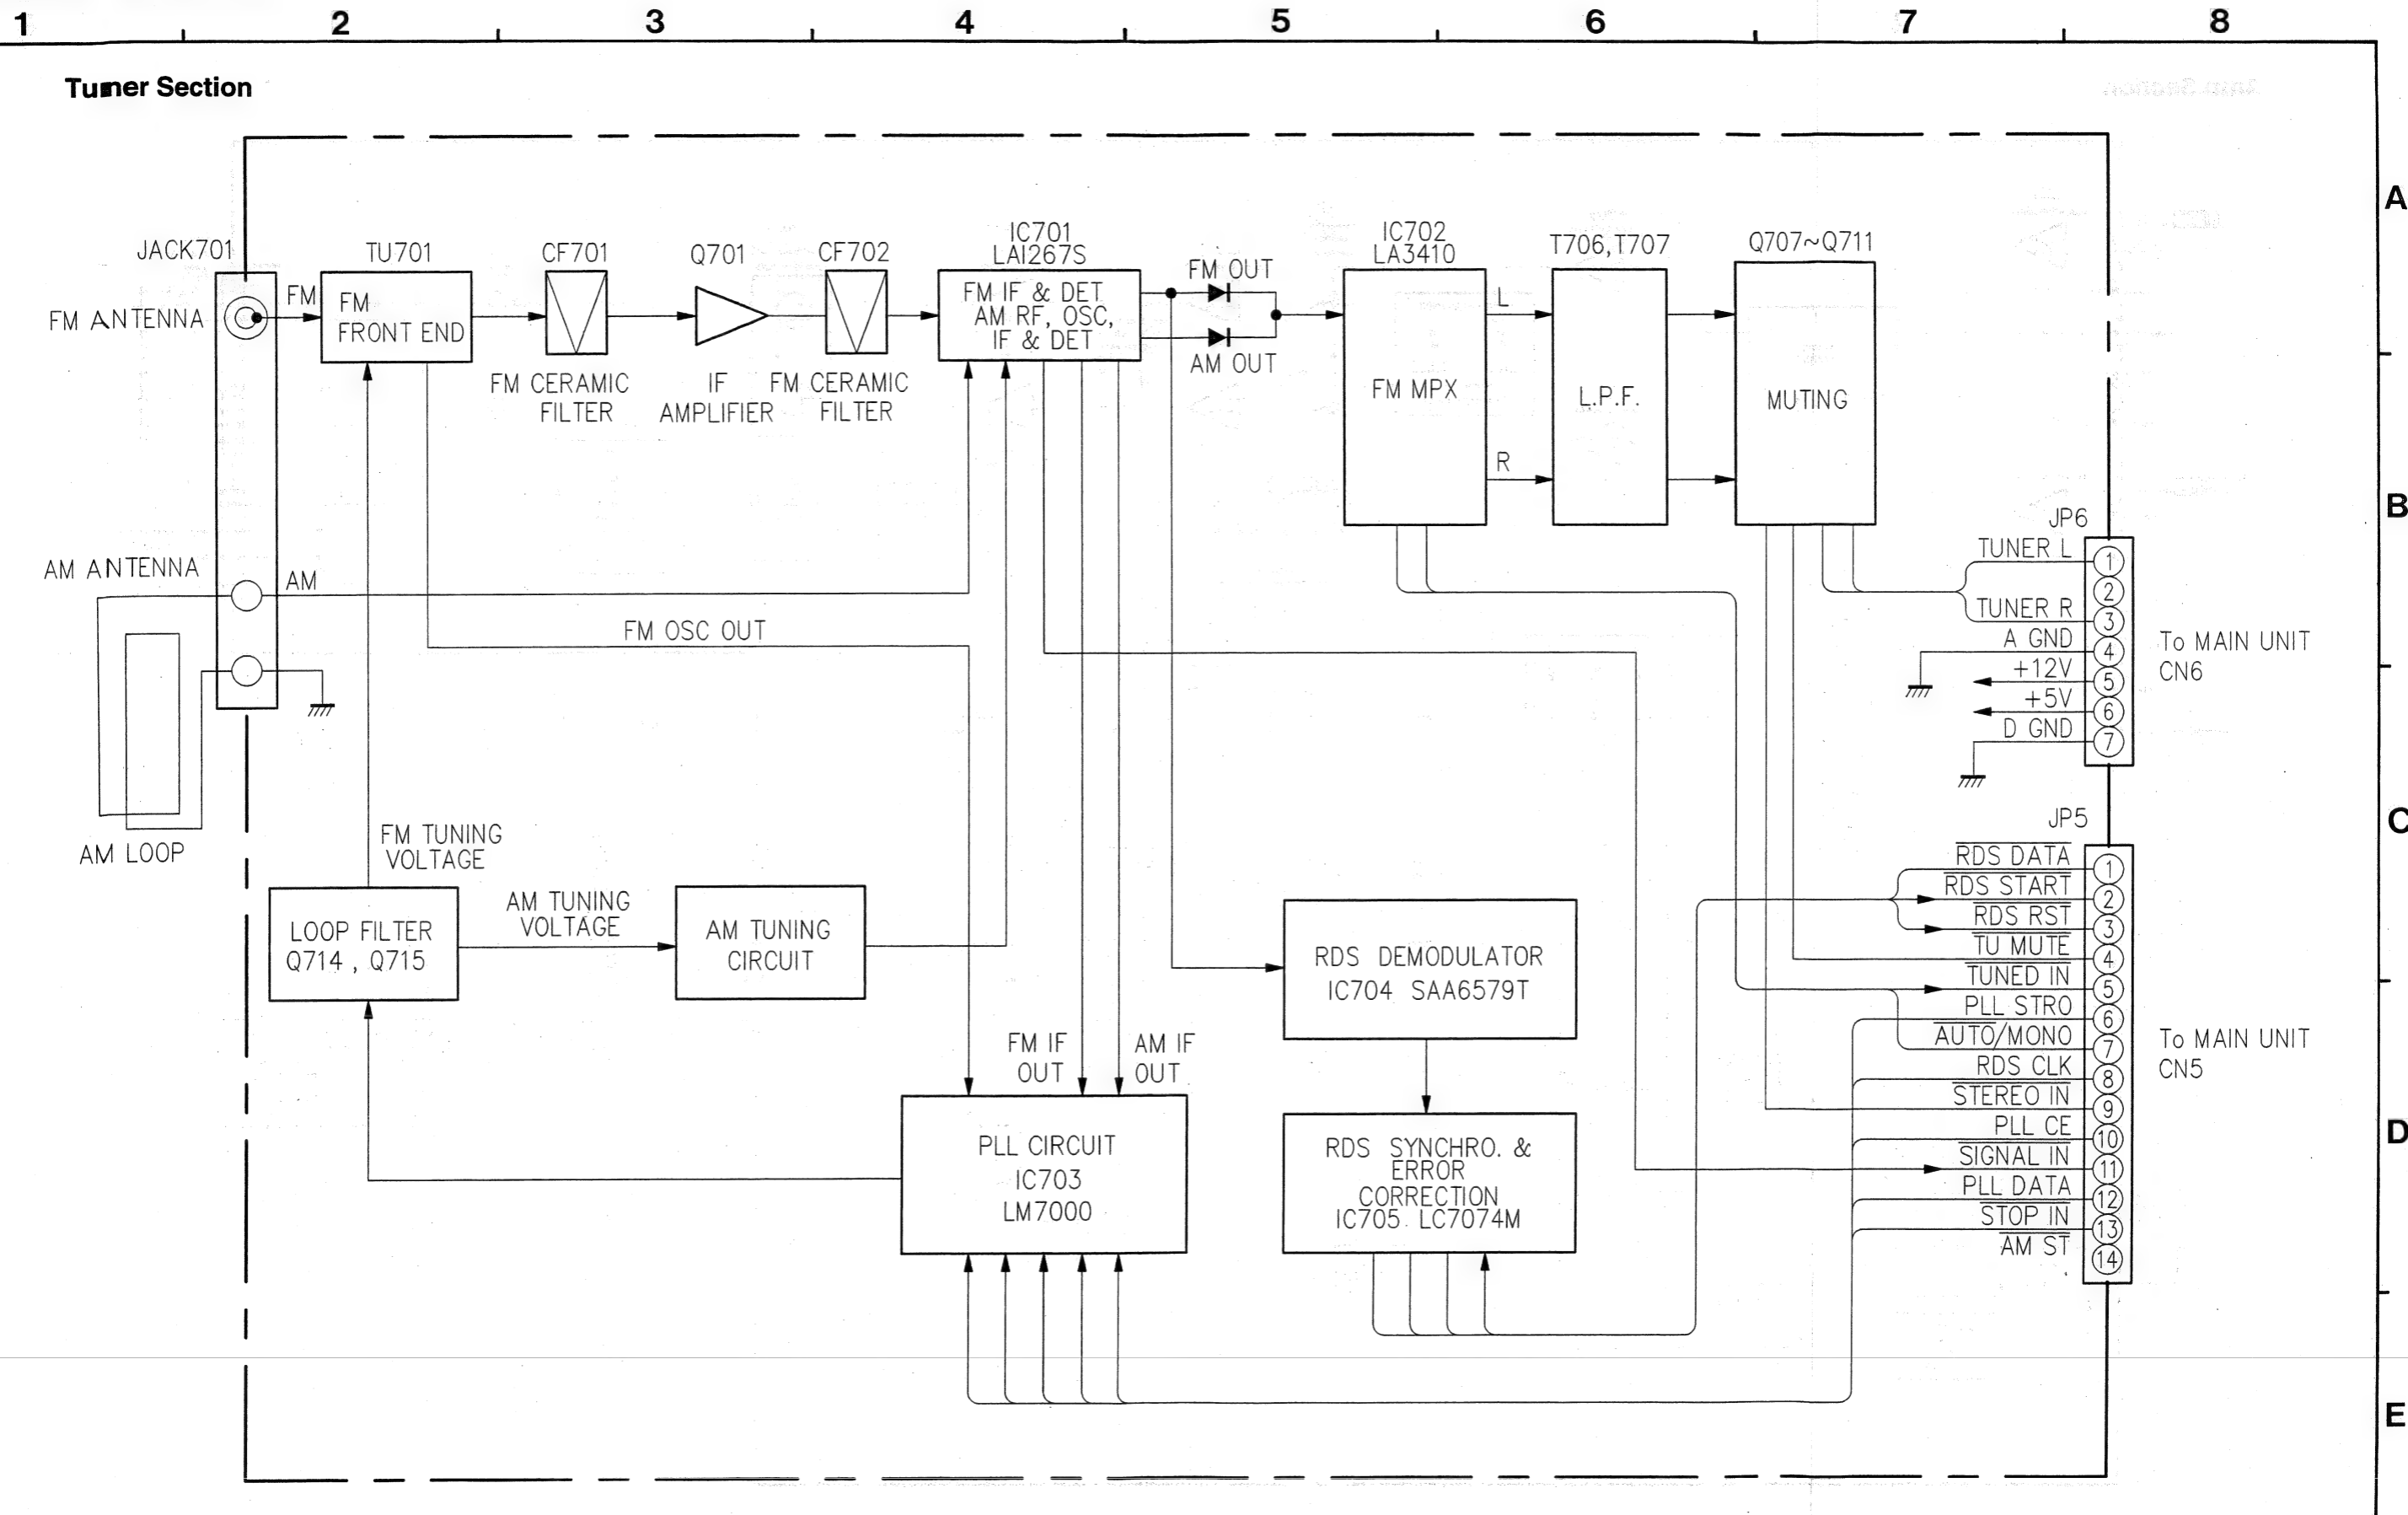 1 2 3 4 5 6 7 8
Tuner Section
A
B
C
D
E
JACK701
FM ANTENNA
FM
TU701
FM
FRONT END
CF701
FM CERAMIC
FILTER
Q701
IF
AMPLIFIER
CF702
FM CERAMIC
FILTER
IC701
LA1267S
FM IF & DET
AM RF, OSC,
IF & DET
FM OUT
AM OUT
IC702
LA3410
FM MPX
L
R
T706,T707
L.P.F.
Q707~Q711
MUTING
AM ANTENNA
AM
AM LOOP
FM OSC OUT
FM TUNING
VOLTAGE
LOOP FILTER
Q714 , Q715
AM TUNING
VOLTAGE
AM TUNING
CIRCUIT
FM IF
OUT
AM IF
OUT
PLL CIRCUIT
IC703
LM7000
RDS DEMODULATOR
IC704 SAA6579T
RDS SYNCHRO. &
ERROR
CORRECTION
IC705 LC7074M
JP6
TUNER L 1
2
TUNER R 3
A GND 4
+12V 5
+5V 6
D GND 7
To MAIN UNIT
CN6
JP5
RDS DATA 1
RDS START 2
RDS RST 3
TU MUTE 4
TUNED IN 5
PLL STRO 6
AUTO/MONO 7
RDS CLK 8
STEREO IN 9
PLL CE 10
SIGNAL IN 11
PLL DATA 12
STOP IN 13
AM ST 14
To MAIN UNIT
CN5